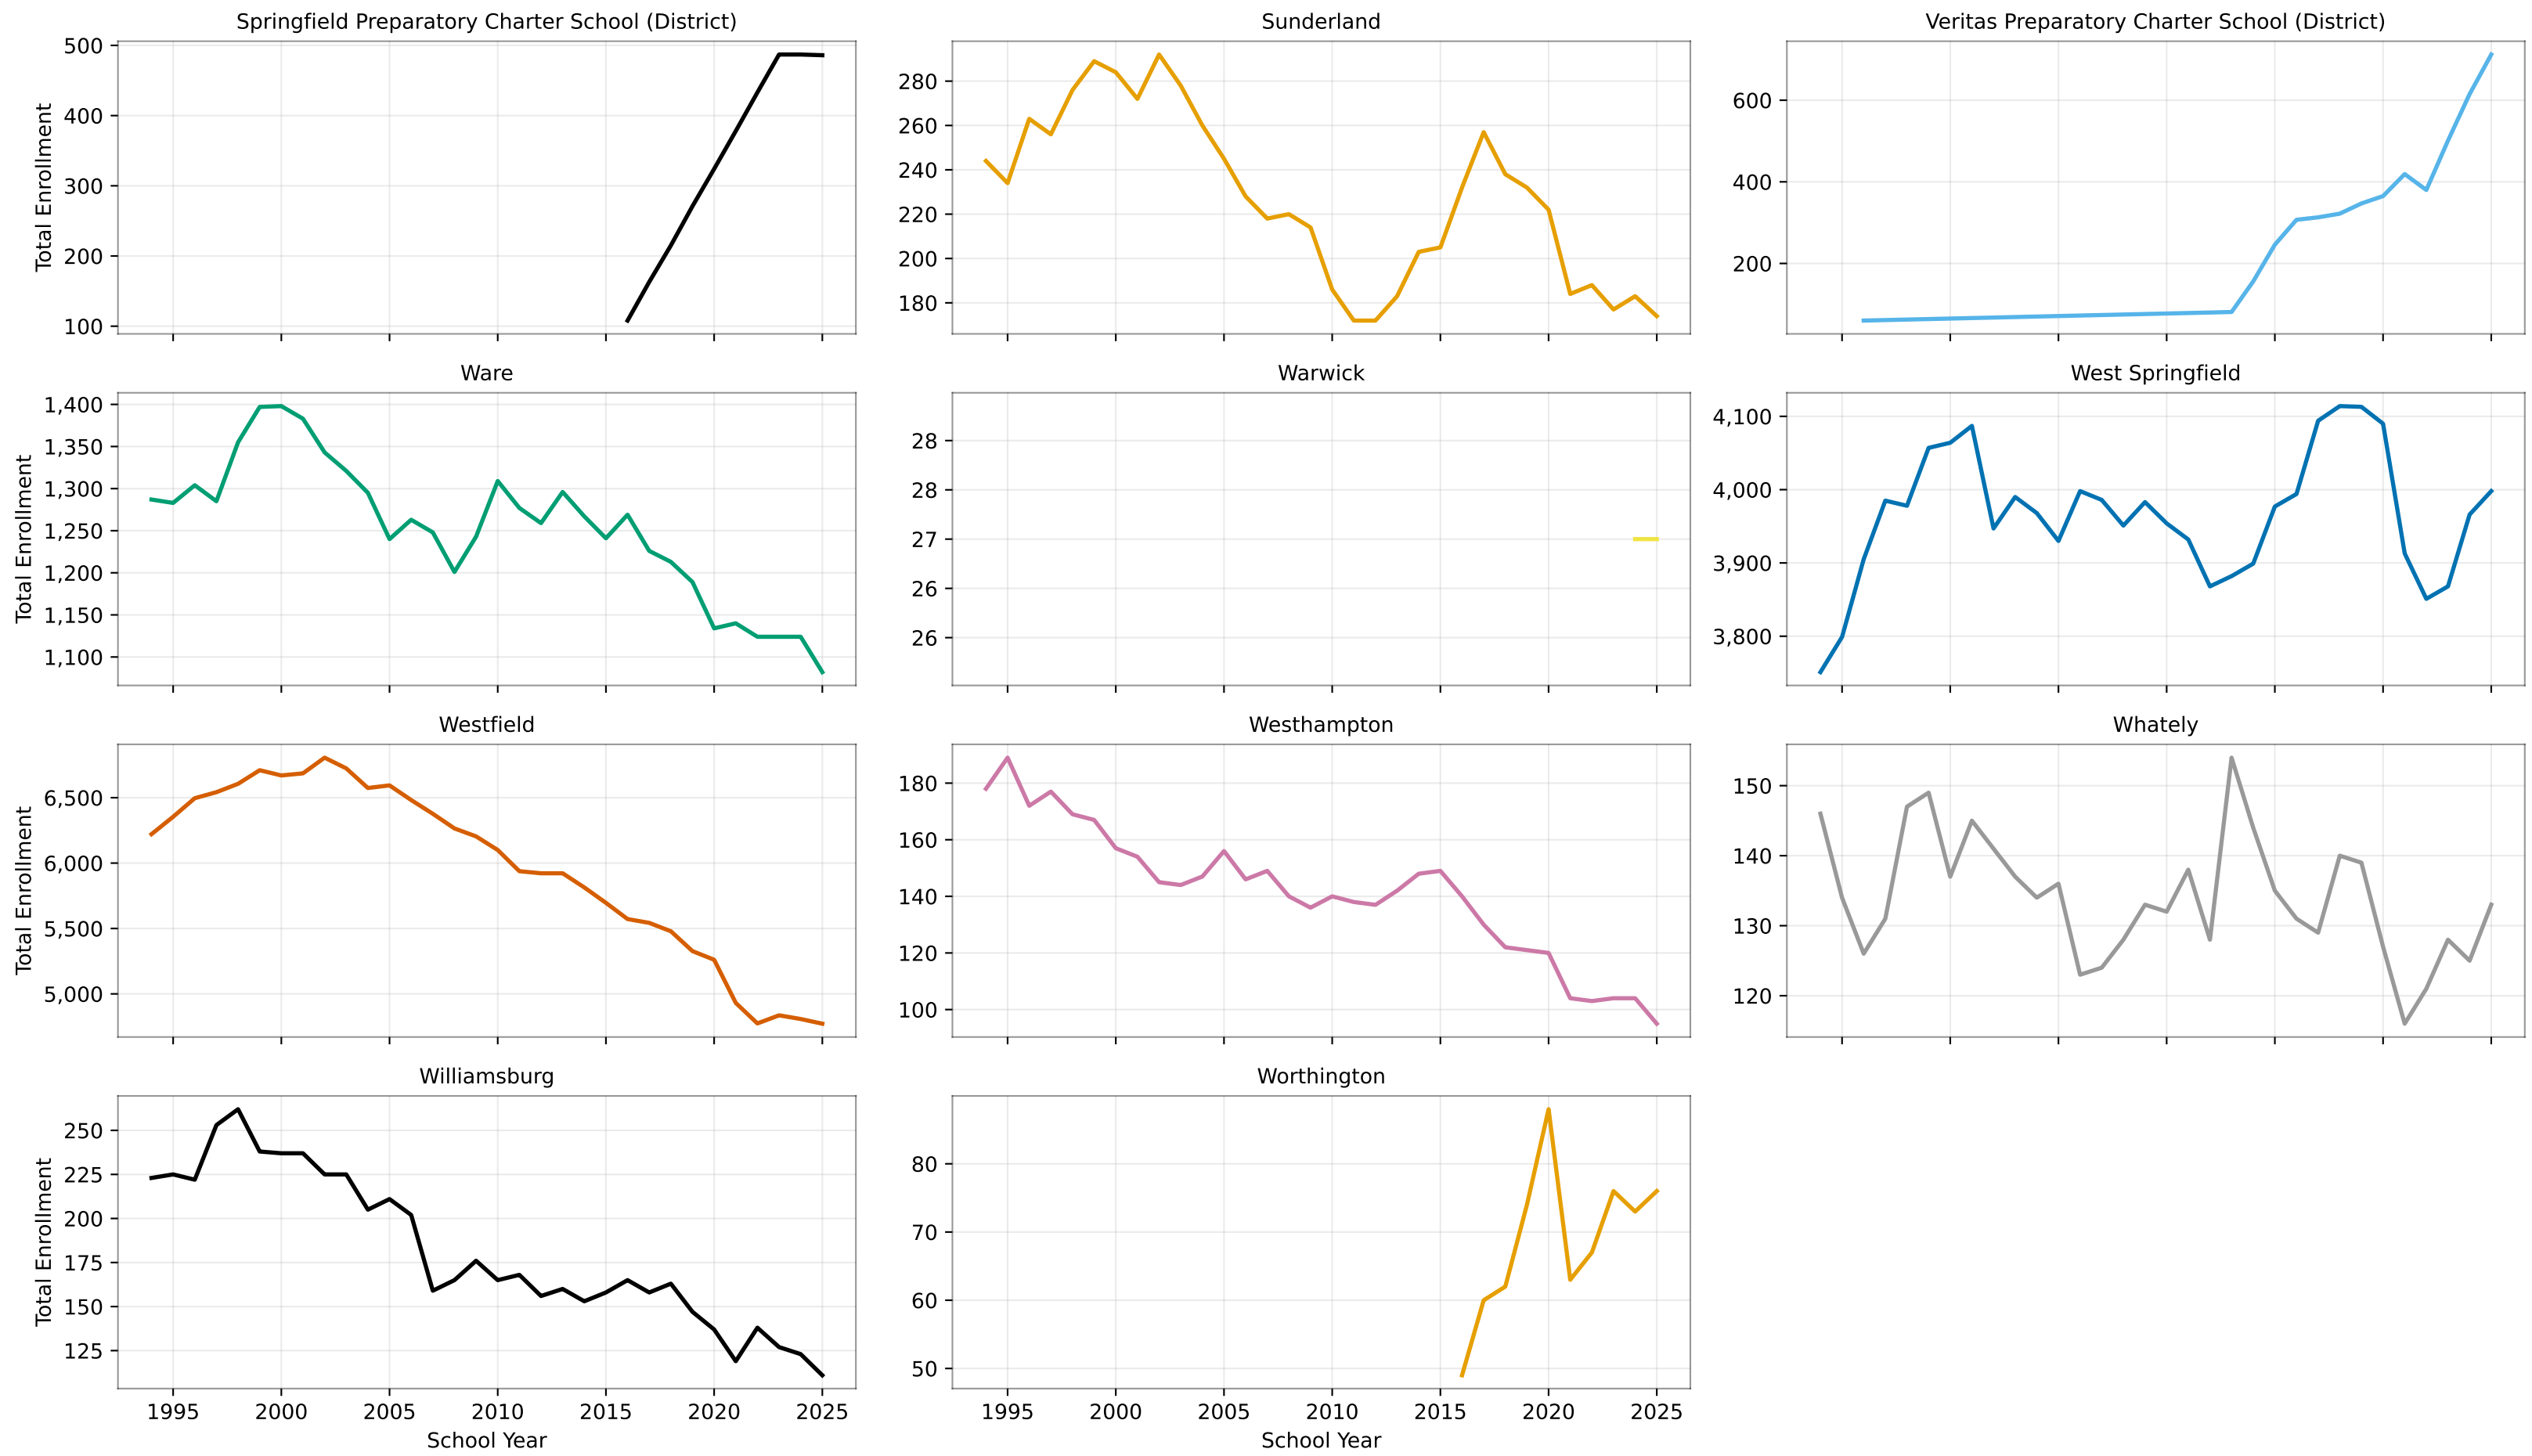 Springfield Preparatory Charter School (District)
Total Enrollment
500
400
300
200
100
Sunderland
280
260
240
220
200
180
Veritas Preparatory Charter School (District)
600
400
200
Ware
Total Enrollment
1,400
1,350
1,300
1,250
1,200
1,150
1,100
Warwick
28
28
27
26
26
West Springfield
4,100
4,000
3,900
3,800
Westfield
Total Enrollment
6,500
6,000
5,500
5,000
Westhampton
180
160
140
120
100
Whately
150
140
130
120
Williamsburg
Total Enrollment
250
225
200
175
150
125
1995 2000 2005 2010 2015 2020 2025
School Year
Worthington
80
70
60
50
1995 2000 2005 2010 2015 2020 2025
School Year